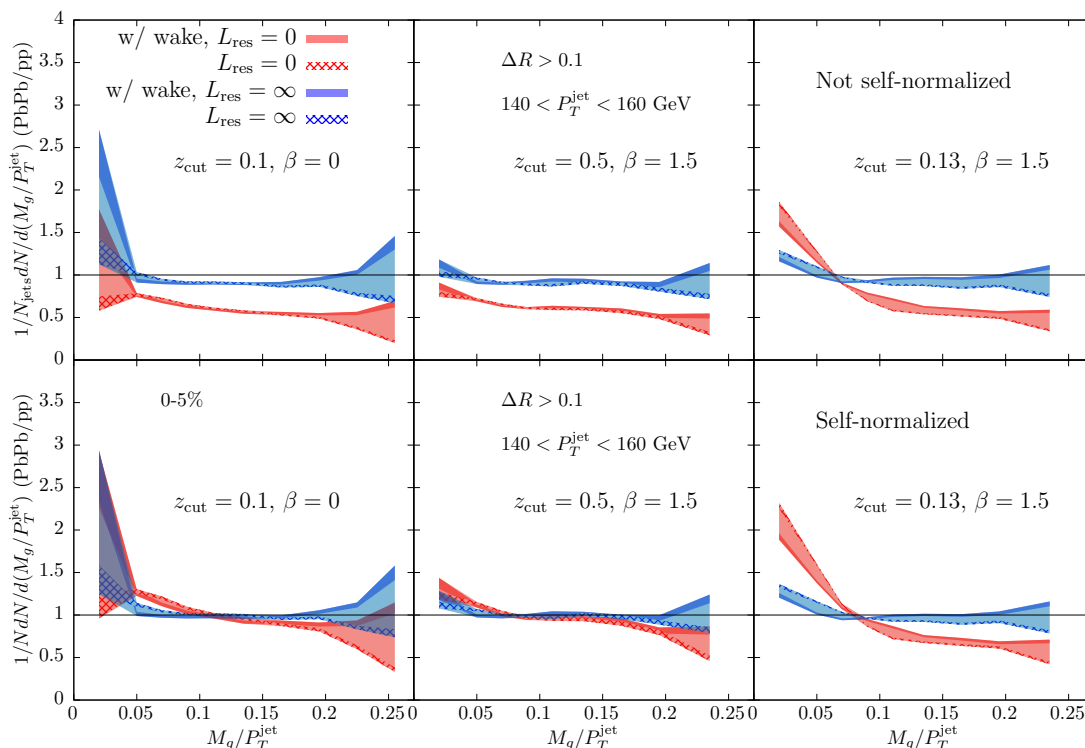 1/N_jets dN/d(M_g/P_T^jet) (PbPb/pp)
4
3.5
3
2.5
2
1.5
1
0.5
0
w/ wake, L_res = 0
L_res = 0
w/ wake, L_res = ∞
L_res = ∞
z_cut = 0.1, β = 0
ΔR > 0.1
140 < P_T^jet < 160 GeV
z_cut = 0.5, β = 1.5
Not self-normalized
z_cut = 0.13, β = 1.5
1/N dN/d(M_g/P_T^jet) (PbPb/pp)
3.5
3
2.5
2
1.5
1
0.5
0
0-5%
z_cut = 0.1, β = 0
ΔR > 0.1
140 < P_T^jet < 160 GeV
z_cut = 0.5, β = 1.5
Self-normalized
z_cut = 0.13, β = 1.5
0 0.05 0.1 0.15 0.2 0.25 0 0.05 0.1 0.15 0.2 0.25 0 0.05 0.1 0.15 0.2 0.25
M_g/P_T^jet M_g/P_T^jet M_g/P_T^jet